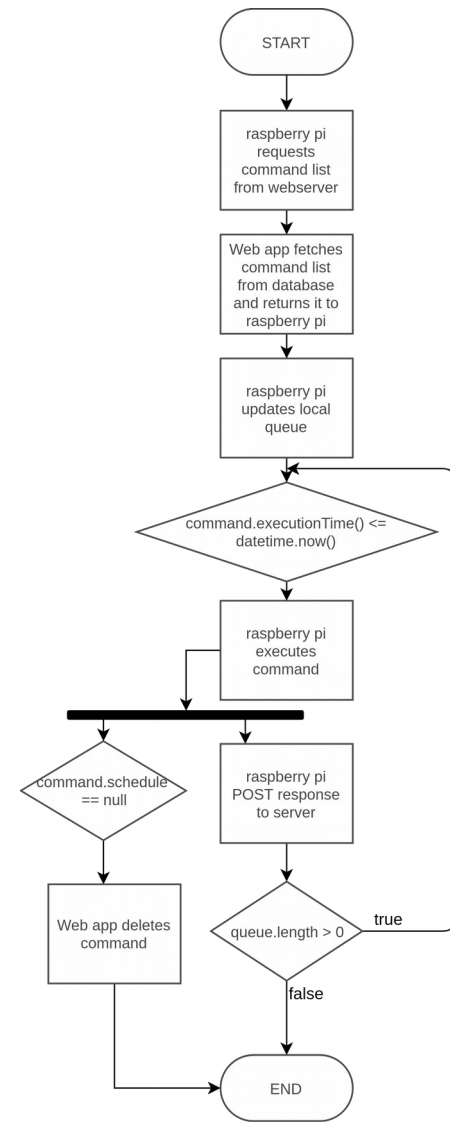 START
raspberry pi
requests
command list
from webserver
Web app fetches
command list
from database
and returns it to
raspberry pi
raspberry pi
updates local
queue
command.executionTime() <=
datetime.now()
raspberry pi
executes
command
command.schedule
== null
raspberry pi
POST response
to server
Web app deletes
command
queue.length > 0
true
false
END